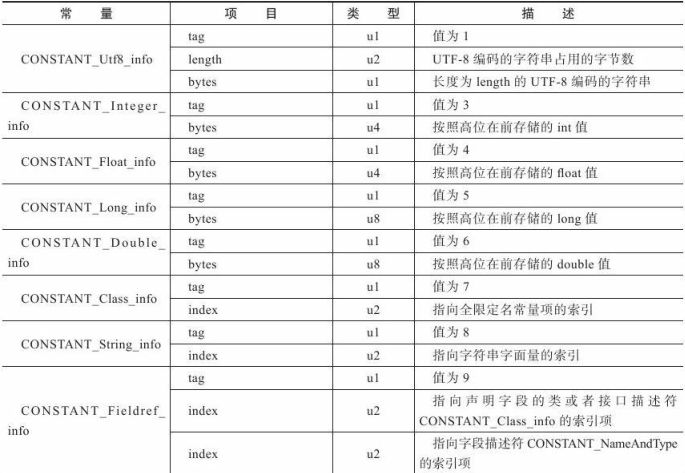 常 量 项 目 类 型 描 述
CONSTANT_Utf8_info tag u1 值为 1
length u2 UTF-8 编码的字符串占用的字节数
bytes u1 长度为 length 的 UTF-8 编码的字符串
CONSTANT_Integer_
info
tag u1 值为 3
bytes u4 按照高位在前存储的 int 值
CONSTANT_Float_info tag u1 值为 4
bytes u4 按照高位在前存储的 float 值
CONSTANT_Long_info tag u1 值为 5
bytes u8 按照高位在前存储的 long 值
CONSTANT_Double_
info
tag u1 值为 6
bytes u8 按照高位在前存储的 double 值
CONSTANT_Class_info tag u1 值为 7
index u2 指向全限定名常量项的索引
CONSTANT_String_info tag u1 值为 8
index u2 指向字符串字面量的索引
CONSTANT_Fieldref_
info
tag u1 值为 9
index u2 指向声明字段的类或者接口描述符
CONSTANT_Class_info 的索引项
index u2 指向字段描述符 CONSTANT_NameAndType
的索引项